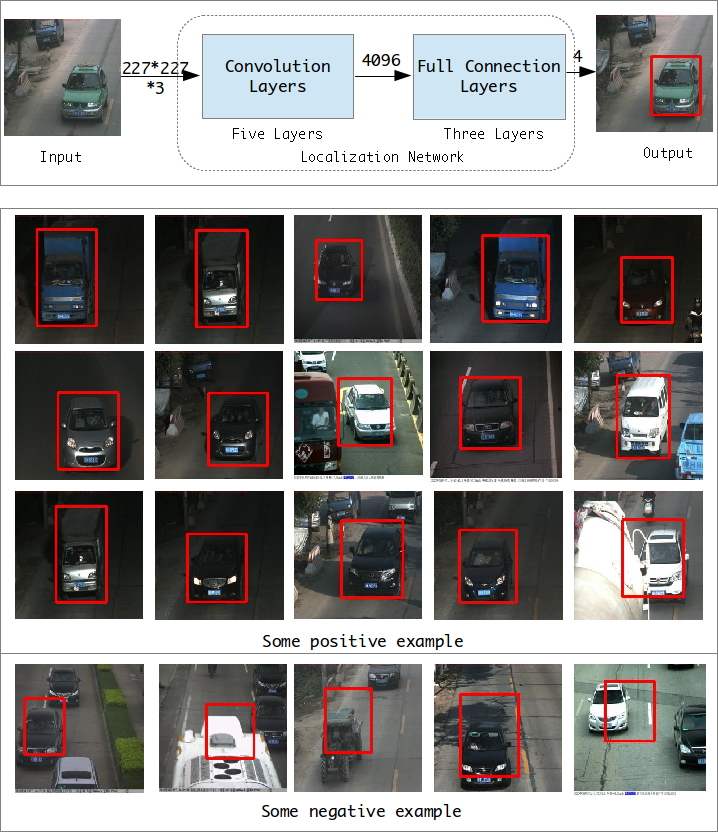 227*227
*3
Convolution
Layers
4096
Full Connection
Layers
4
Five Layers
Three Layers
Input
Localization Network
Output
Some positive example
Some negative example